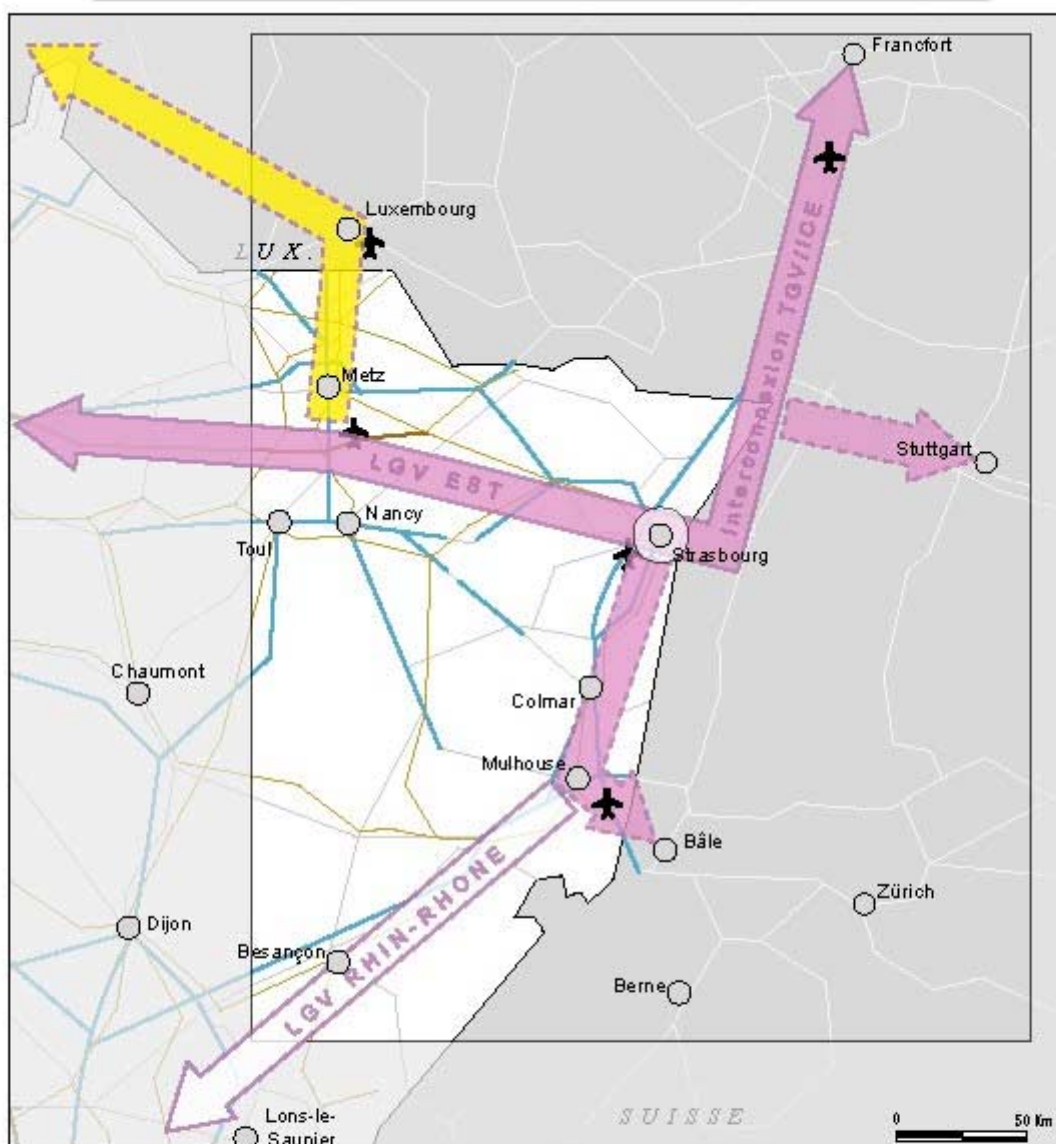 Francfort
Luxembourg
LUX.
Interconnexion TGV/ICE
Metz
Stuttgart
LGV EST
Nancy
Toul
Strasbourg
Chaumont
Colmar
Mulhouse
Bâle
LGV RHIN-RHONE
Zürich
Dijon
Besançon
Berne
SUISSE
Lons-le-
Saunier
0 50 Km